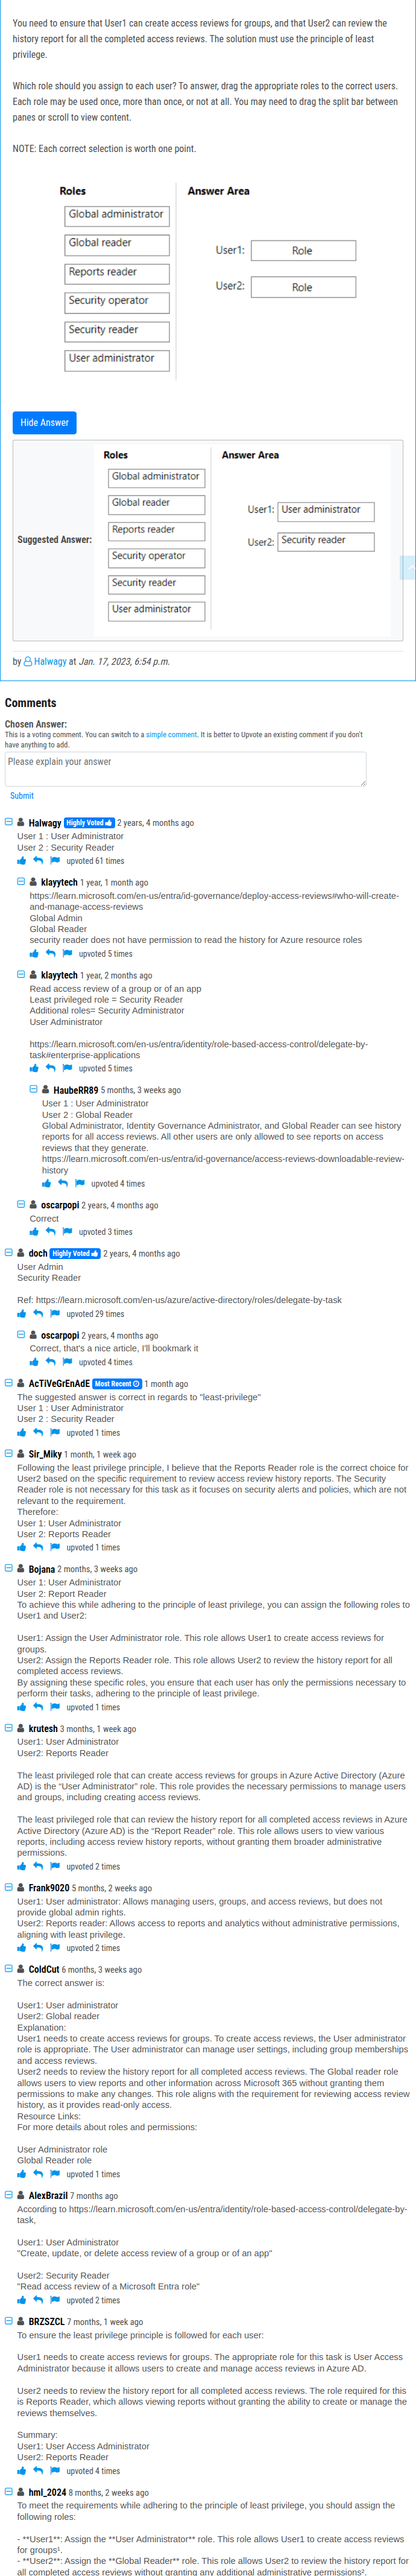 You need to ensure that User1 can create access reviews for groups, and that User2 can review the
history report for all the completed access reviews. The solution must use the principle of least
privilege.
Which role should you assign to each user? To answer, drag the appropriate roles to the correct users.
Each role may be used once, more than once, or not at all. You may need to drag the split bar between
panes or scroll to view content.
NOTE: Each correct selection is worth one point.
Roles
Answer Area
Global administrator
Global reader
Reports reader
Security operator
Security reader
User administrator
User1: Role
User2: Role
Hide Answer
Suggested Answer:
Roles
Answer Area
Global administrator
Global reader
Reports reader
Security operator
Security reader
User administrator
User1: User administrator
User2: Security reader
by Halwagy at Jan. 17, 2023, 6:54 p.m.
Comments
Chosen Answer:
This is a voting comment. You can switch to a simple comment. It is better to Upvote an existing comment if you don't
have anything to add.
Please explain your answer
Submit
Halwagy Highly Voted 2 years, 4 months ago
User 1 : User Administrator
User 2 : Security Reader
upvoted 61 times
klayytech 1 year, 1 month ago
https://learn.microsoft.com/en-us/entra/id-governance/deploy-access-reviews#who-will-create-
and-manage-access-reviews
Global Admin
Global Reader
security reader does not have permission to read the history for Azure resource roles
upvoted 5 times
klayytech 1 year, 2 months ago
Read access review of a group or of an app
Least privileged role = Security Reader
Additional roles= Security Administrator
User Administrator
https://learn.microsoft.com/en-us/entra/identity/role-based-access-control/delegate-by-
task#enterprise-applications
upvoted 5 times
HaubeRR89 5 months, 3 weeks ago
User 1 : User Administrator
User 2 : Global Reader
Global Administrator, Identity Governance Administrator, and Global Reader can see history
reports for all access reviews. All other users are only allowed to see reports on access
reviews that they generate.
https://learn.microsoft.com/en-us/entra/id-governance/access-reviews-downloadable-review-
history
upvoted 4 times
oscarpopi 2 years, 4 months ago
Correct
upvoted 3 times
doch Highly Voted 2 years, 4 months ago
User Admin
Security Reader
Ref: https://learn.microsoft.com/en-us/azure/active-directory/roles/delegate-by-task
upvoted 29 times
oscarpopi 2 years, 4 months ago
Correct, that's a nice article, I'll bookmark it
upvoted 4 times
AcTiVeGrEnAdE Most Recent 1 month ago
The suggested answer is correct in regards to "least-privilege"
User 1 : User Administrator
User 2 : Security Reader
upvoted 1 times
Sir_Miky 1 month, 1 week ago
Following the least privilege principle, I believe that the Reports Reader role is the correct choice for
User2 based on the specific requirement to review access review history reports. The Security
Reader role is not necessary for this task as it focuses on security alerts and policies, which are not
relevant to the requirement.
Therefore:
User 1: User Administrator
User 2: Reports Reader
upvoted 1 times
Bojana 2 months, 3 weeks ago
User 1: User Administrator
User 2: Report Reader
To achieve this while adhering to the principle of least privilege, you can assign the following roles to
User1 and User2:
User1: Assign the User Administrator role. This role allows User1 to create access reviews for
groups.
User2: Assign the Reports Reader role. This role allows User2 to review the history report for all
completed access reviews.
By assigning these specific roles, you ensure that each user has only the permissions necessary to
perform their tasks, adhering to the principle of least privilege.
upvoted 1 times
krutesh 3 months, 1 week ago
User1: User Administrator
User2: Reports Reader
The least privileged role that can create access reviews for groups in Azure Active Directory (Azure
AD) is the “User Administrator” role. This role provides the necessary permissions to manage users
and groups, including creating access reviews.
The least privileged role that can review the history report for all completed access reviews in Azure
Active Directory (Azure AD) is the “Report Reader” role. This role allows users to view various
reports, including access review history reports, without granting them broader administrative
permissions.
upvoted 2 times
Frank9020 5 months, 2 weeks ago
User1: User administrator: Allows managing users, groups, and access reviews, but does not
provide global admin rights.
User2: Reports reader: Allows access to reports and analytics without administrative permissions,
aligning with least privilege.
upvoted 2 times
ColdCut 6 months, 3 weeks ago
The correct answer is:
User1: User administrator
User2: Global reader
Explanation:
User1 needs to create access reviews for groups. To create access reviews, the User administrator
role is appropriate. The User administrator can manage user settings, including group memberships
and access reviews.
User2 needs to review the history report for all completed access reviews. The Global reader role
allows users to view reports and other information across Microsoft 365 without granting them
permissions to make any changes. This role aligns with the requirement for reviewing access review
history, as it provides read-only access.
Resource Links:
For more details about roles and permissions:
User Administrator role
Global Reader role
upvoted 1 times
AlexBrazil 7 months ago
According to https://learn.microsoft.com/en-us/entra/identity/role-based-access-control/delegate-by-
task,
User1: User Administrator
"Create, update, or delete access review of a group or of an app"
User2: Security Reader
"Read access review of a Microsoft Entra role"
upvoted 2 times
BRZSZCL 7 months, 1 week ago
To ensure the least privilege principle is followed for each user:
User1 needs to create access reviews for groups. The appropriate role for this task is User Access
Administrator because it allows users to create and manage access reviews in Azure AD.
User2 needs to review the history report for all completed access reviews. The role required for this
is Reports Reader, which allows viewing reports without granting the ability to create or manage the
reviews themselves.
Summary:
User1: User Access Administrator
User2: Reports Reader
upvoted 4 times
hml_2024 8 months, 2 weeks ago
To meet the requirements while adhering to the principle of least privilege, you should assign the
following roles:
- **User1**: Assign the **User Administrator** role. This role allows User1 to create access reviews
for groups¹.
- **User2**: Assign the **Global Reader** role. This role allows User2 to review the history report for
all completed access reviews without granting any additional administrative permissions².